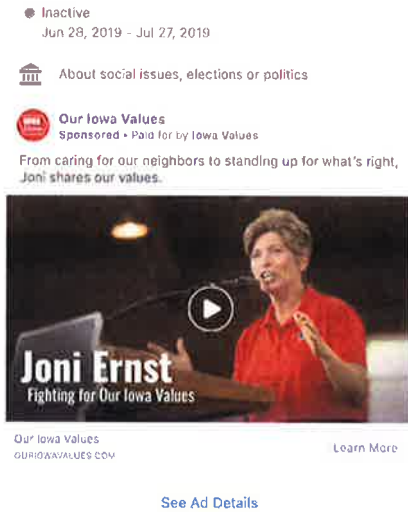 Inactive
Jun 28, 2019 - Jul 27, 2019
About social issues, elections or politics
Our Iowa Values
Sponsored • Paid for by Iowa Values
From caring for our neighbors to standing up for what's right,
Joni shares our values.
Joni Ernst
Fighting for Our Iowa Values
Our Iowa Values
OURIOWAVALUES.COM
Learn More
See Ad Details